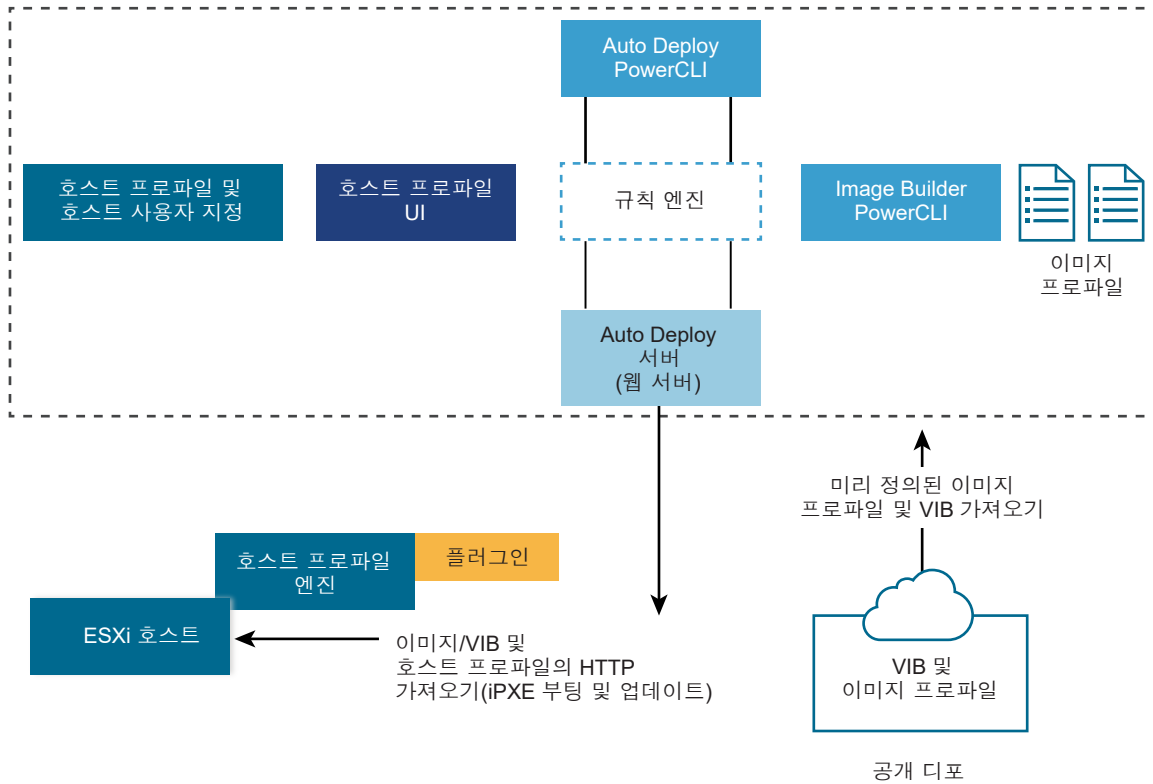 Auto Deploy
PowerCLI
호스트 프로파일 및
호스트 사용자 지정
호스트 프로파일
UI
규칙 엔진
Image Builder
PowerCLI
이미지
프로파일
Auto Deploy
서버
(웹 서버)
미리 정의된 이미지
프로파일 및 VIB 가져오기
호스트 프로파일
엔진
플러그인
ESXi 호스트
이미지/VIB 및
호스트 프로파일의 HTTP
가져오기(iPXE 부팅 및 업데이트)
VIB 및
이미지 프로파일
공개 디포